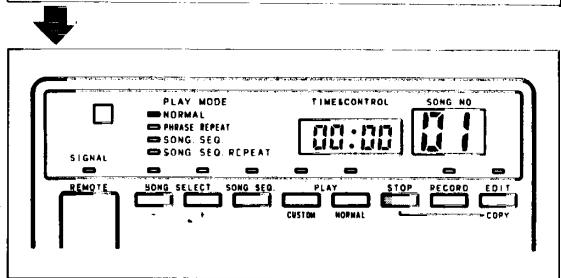 PLAY MODE TIME&CONTROL SONG NO
NORMAL
PHRASE REPEAT
SONG. SEQ.
SONG SEQ. REPEAT
00:00 01
SIGNAL
REMOTE SONG SELECT SONG SEQ. PLAY STOP RECORD EDIT
- + CUSTOM NORMAL COPY